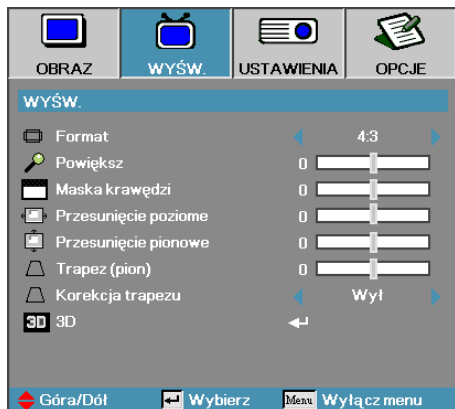 OBRAZ WYŚW. USTAWIENIA OPCJE
WYŚW.
Format 4:3
Powiększ 0
Maska krawędzi 0
Przesunięcie poziome 0
Przesunięcie pionowe 0
Trapez (pion) 0
Korekcja trapezu Wył
3D 3D
Góra/Dół Wybierz Menu Wyłącz menu